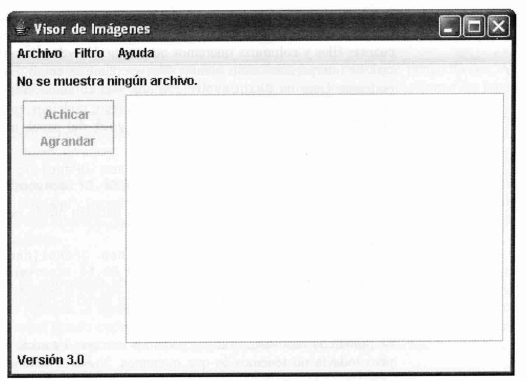 Visor de Imágenes
Archivo Filtro Ayuda
No se muestra ningún archivo.
Achicar
Agrandar
Versión 3.0